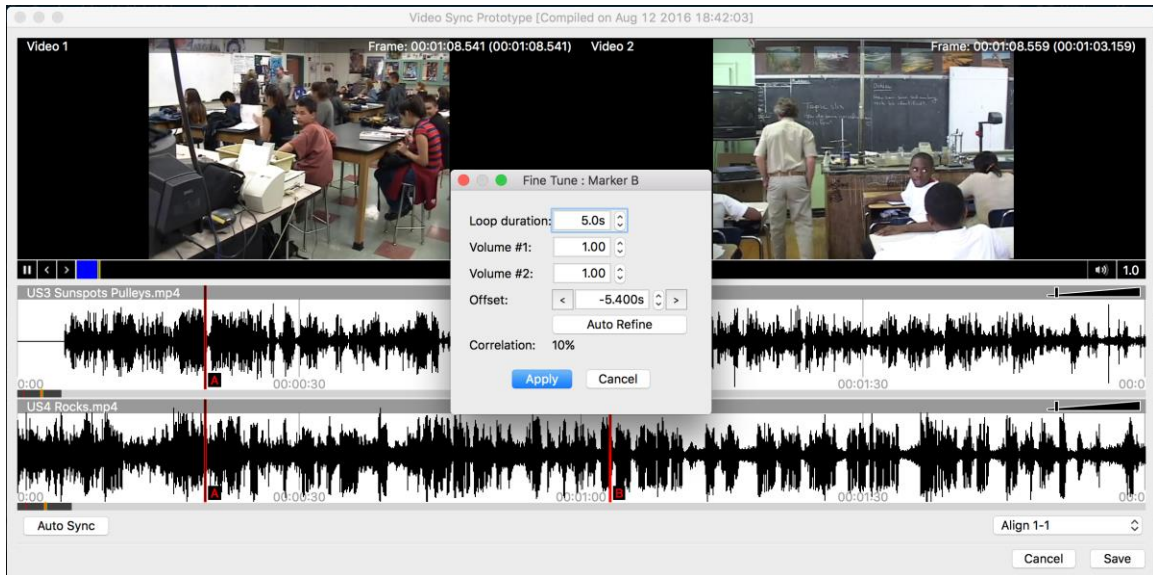 Video Sync Prototype [Compiled on Aug 12 2016 18:42:03]
Video 1
Frame: 00:01:08.541 (00:01:08.541)
Video 2
Frame: 00:01:08.559 (00:01:03.159)
1.0
Fine Tune : Marker B
Loop duration: 5.0s
Volume #1: 1.00
Volume #2: 1.00
Offset: < -5.400s >
Auto Refine
Correlation: 10%
Apply Cancel
US3 Sunspots Pulleys.mp4
A
0:00 00:00:30 00:01:30 00:0
US4 Rocks.mp4
A B
0:00 00:00:30 00:01:00 00:01:30 00:0
Auto Sync
Align 1-1
Cancel Save